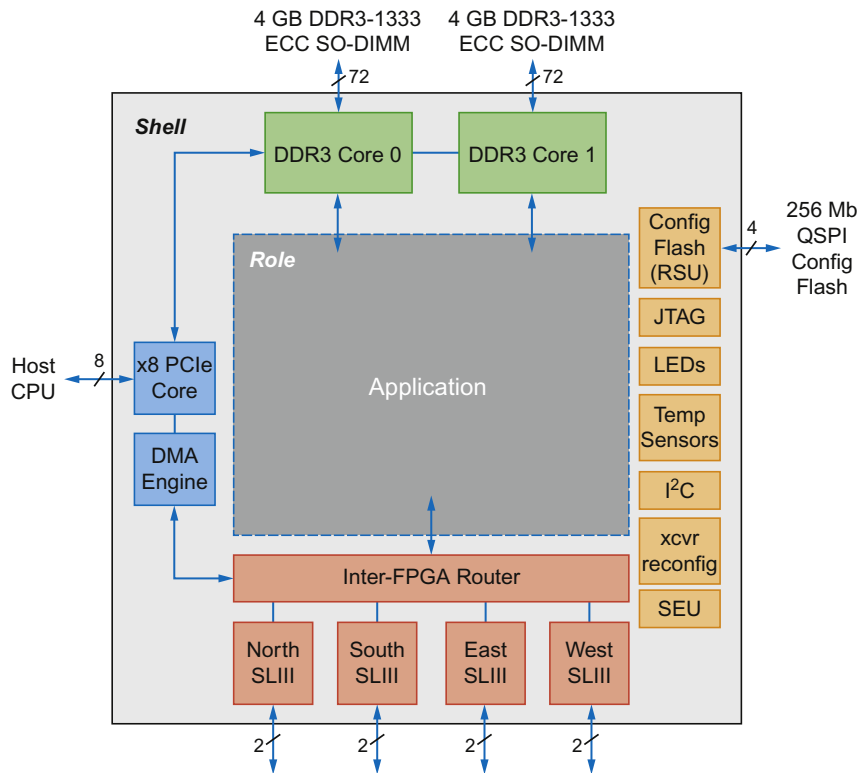 4 GB DDR3-1333
ECC SO-DIMM
4 GB DDR3-1333
ECC SO-DIMM
72
72
Shell
DDR3 Core 0
DDR3 Core 1
Config
Flash
(RSU)
4
256 Mb
QSPI
Config
Flash
Role
JTAG
Host
CPU
8
x8 PCIe
Core
Application
LEDs
Temp
Sensors
DMA
Engine
I²C
xcvr
reconfig
Inter-FPGA Router
SEU
North
SLIII
South
SLIII
East
SLIII
West
SLIII
2
2
2
2